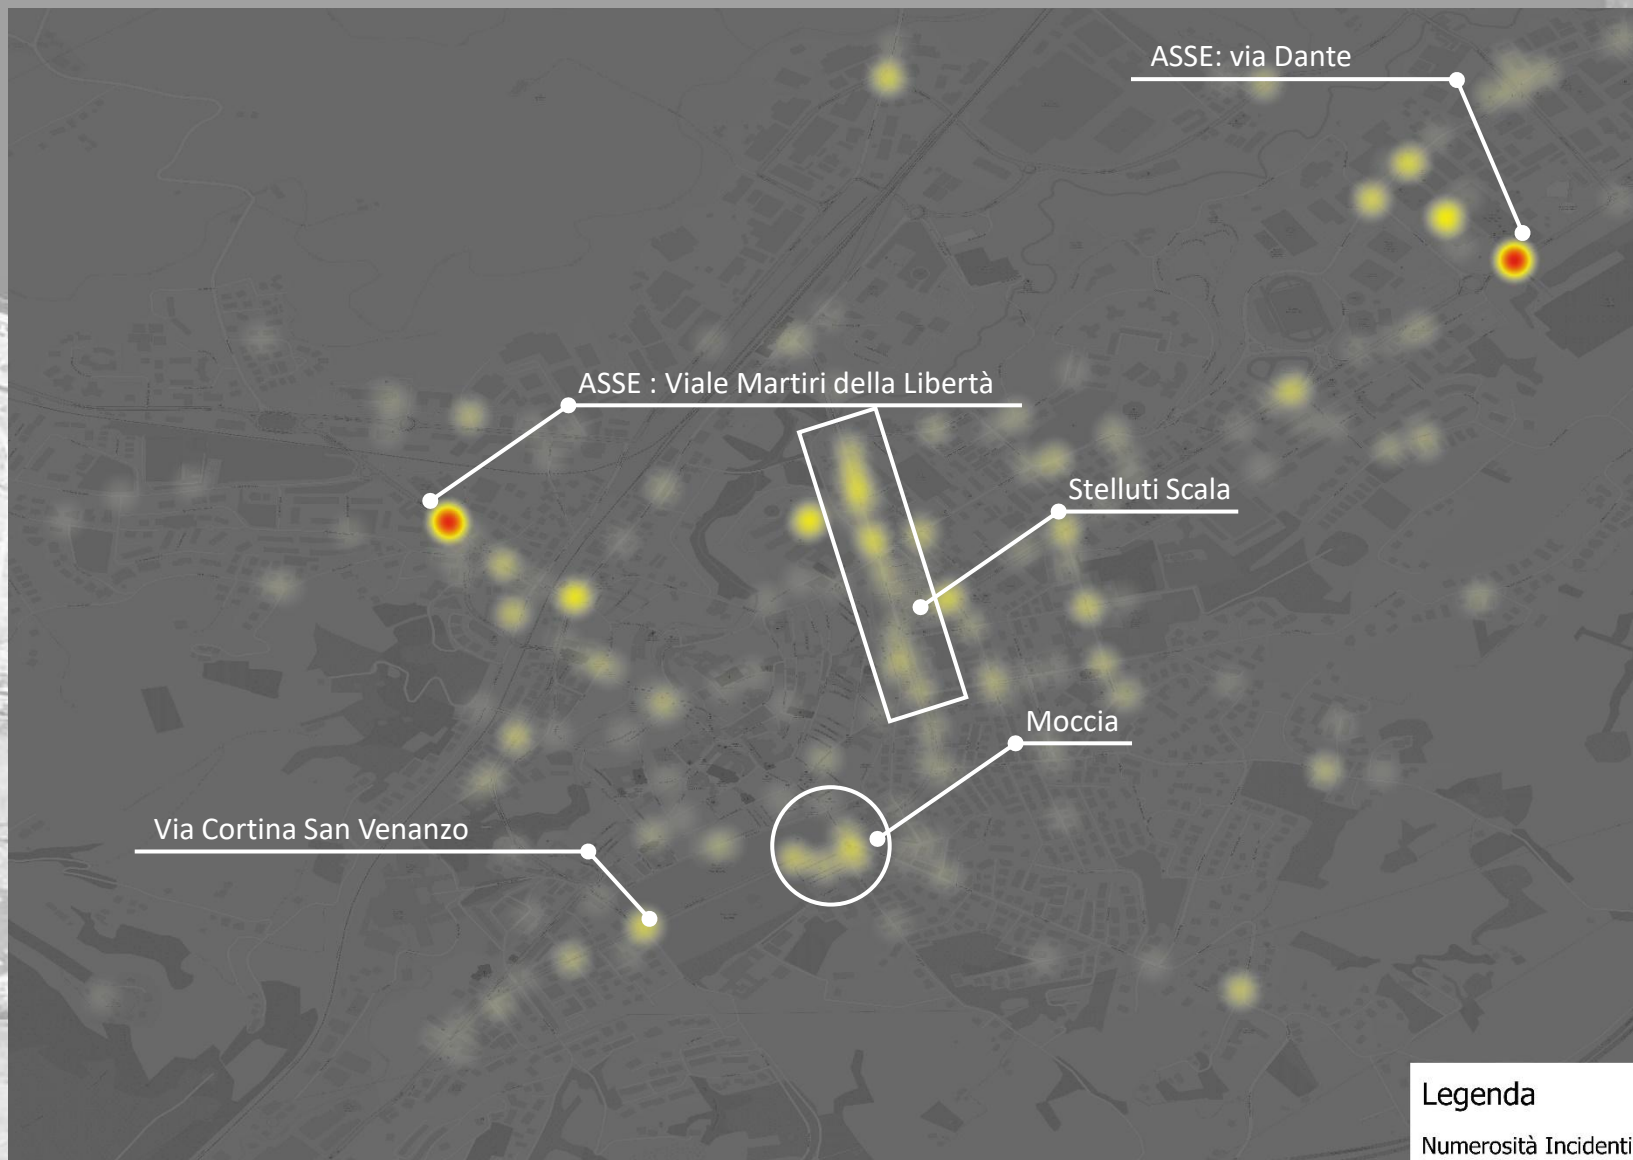 ASSE: via Dante
ASSE : Viale Martiri della Libertà
Stelluti Scala
Moccia
Via Cortina San Venanzo
Legenda
Numerosità Incidenti